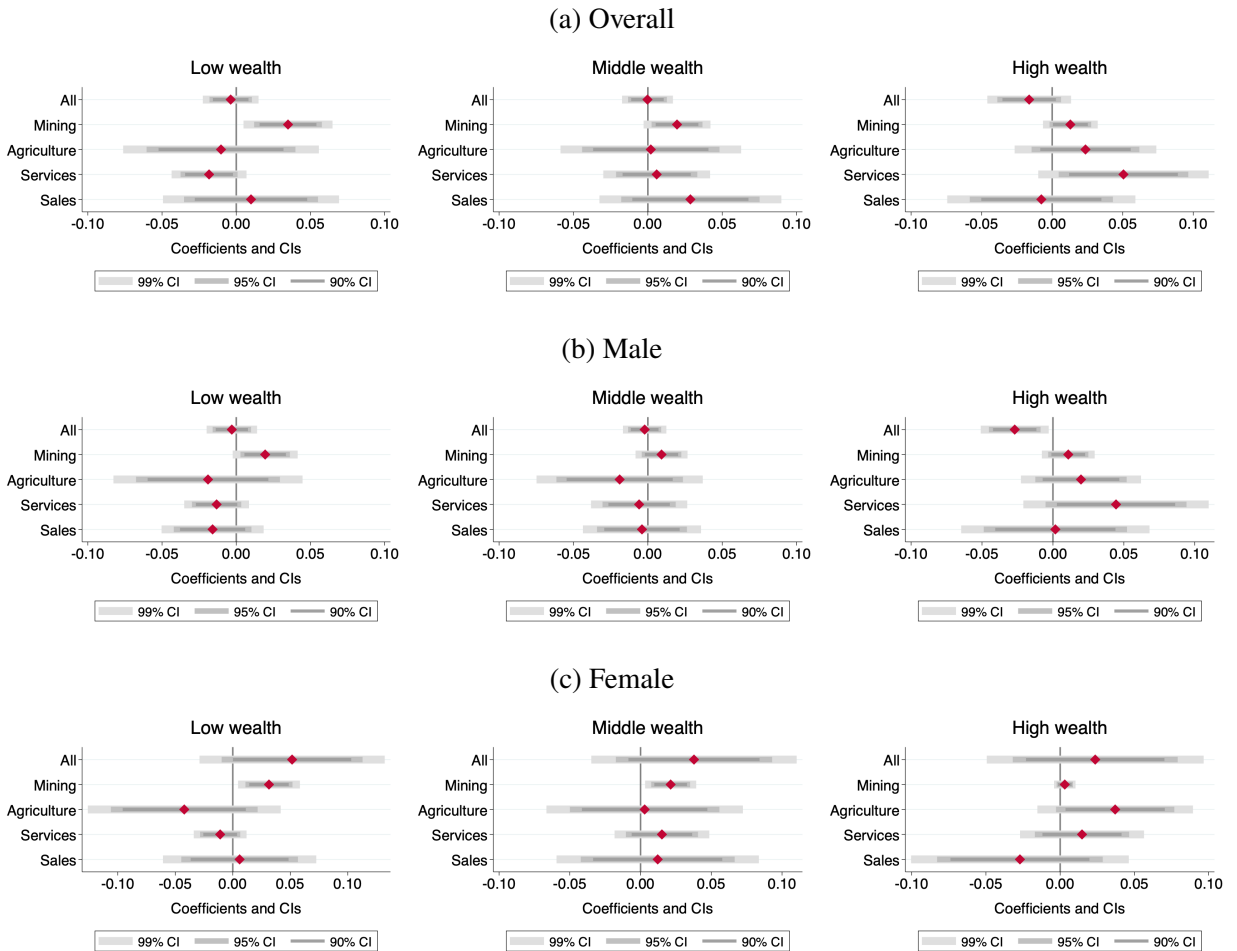 (a) Overall
Low wealth
All
Mining
Agriculture
Services
Sales
-0.10 -0.05 0.00 0.05 0.10
Coefficients and CIs
99% CI 95% CI 90% CI
Middle wealth
All
Mining
Agriculture
Services
Sales
-0.10 -0.05 0.00 0.05 0.10
Coefficients and CIs
99% CI 95% CI 90% CI
High wealth
All
Mining
Agriculture
Services
Sales
-0.10 -0.05 0.00 0.05 0.10
Coefficients and CIs
99% CI 95% CI 90% CI
(b) Male
Low wealth
All
Mining
Agriculture
Services
Sales
-0.10 -0.05 0.00 0.05 0.10
Coefficients and CIs
99% CI 95% CI 90% CI
Middle wealth
All
Mining
Agriculture
Services
Sales
-0.10 -0.05 0.00 0.05 0.10
Coefficients and CIs
99% CI 95% CI 90% CI
High wealth
All
Mining
Agriculture
Services
Sales
-0.10 -0.05 0.00 0.05 0.10
Coefficients and CIs
99% CI 95% CI 90% CI
(c) Female
Low wealth
All
Mining
Agriculture
Services
Sales
-0.10 -0.05 0.00 0.05 0.10
Coefficients and CIs
99% CI 95% CI 90% CI
Middle wealth
All
Mining
Agriculture
Services
Sales
-0.10 -0.05 0.00 0.05 0.10
Coefficients and CIs
99% CI 95% CI 90% CI
High wealth
All
Mining
Agriculture
Services
Sales
-0.10 -0.05 0.00 0.05 0.10
Coefficients and CIs
99% CI 95% CI 90% CI